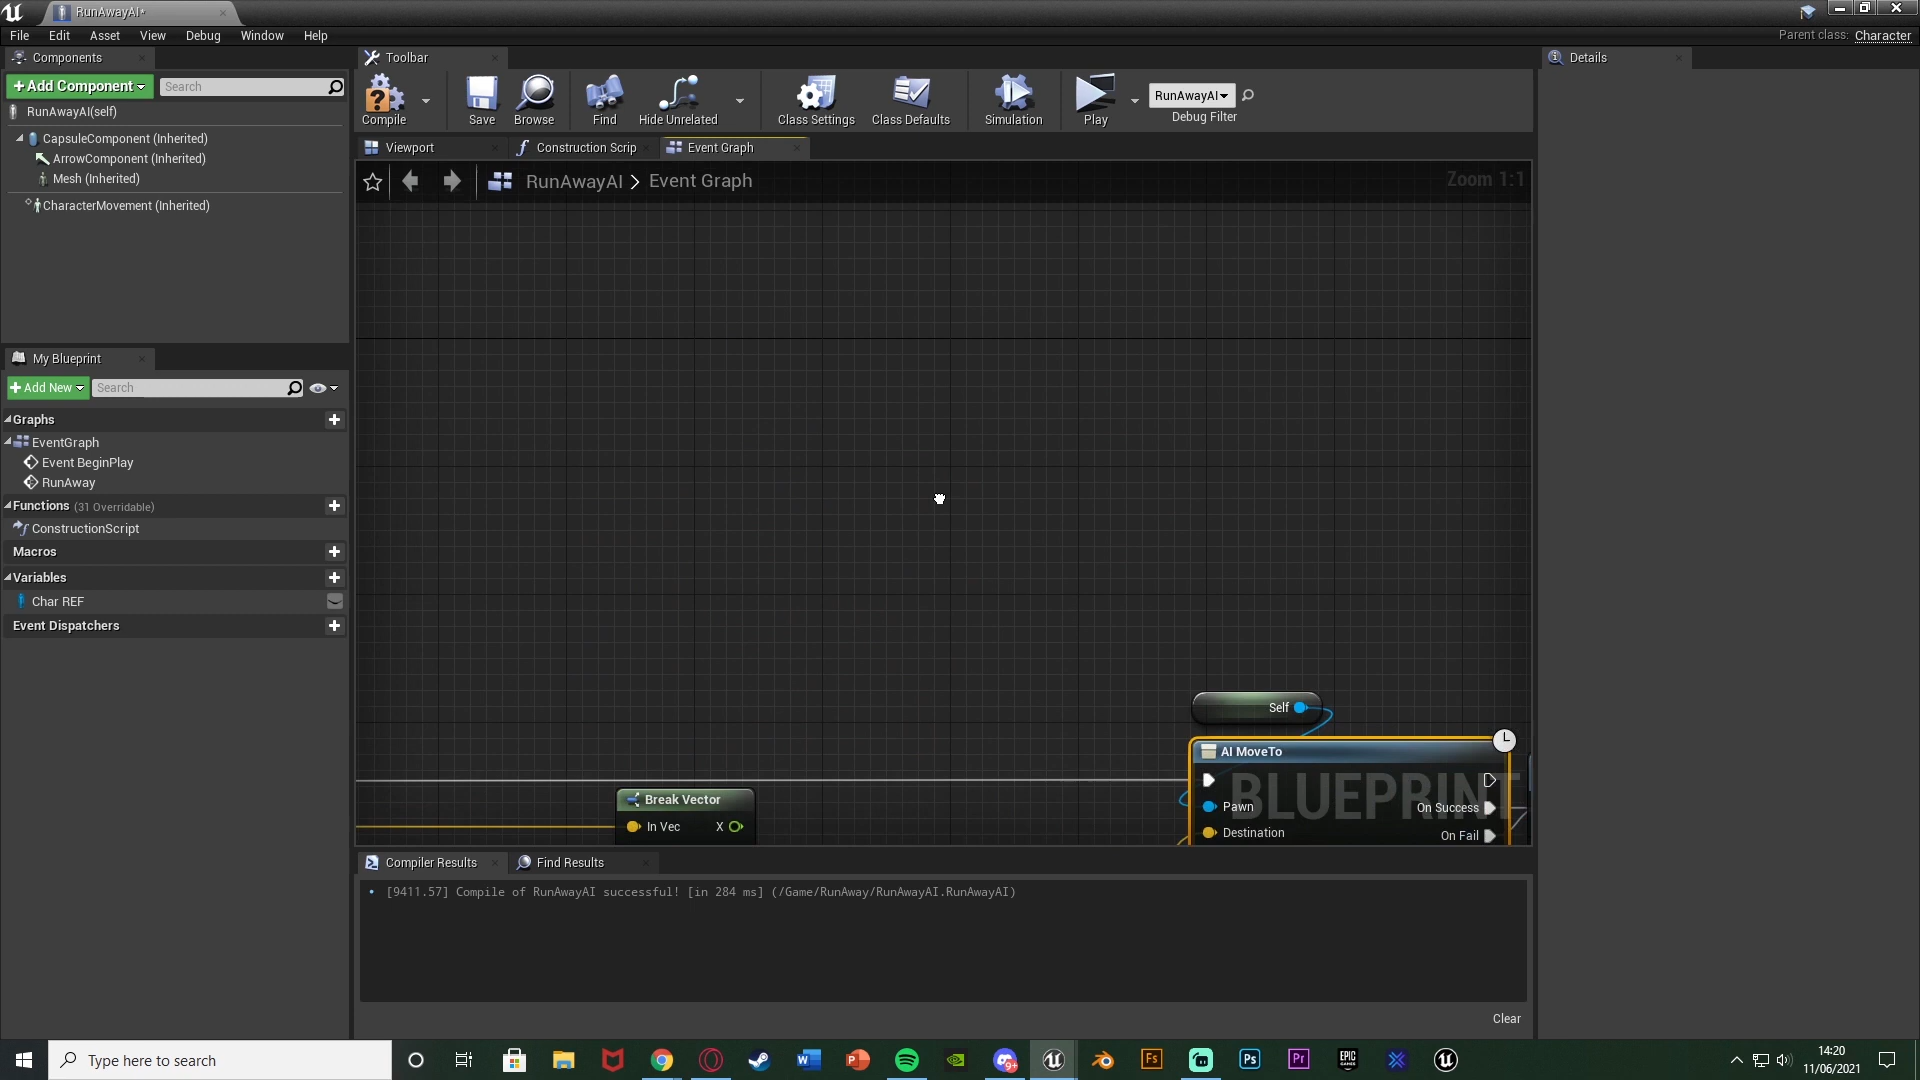 RunAwayAI*
File Edit Asset View Debug Window Help
Parent class: Character
Components
+ Add Component
Search
RunAwayAI(self)
CapsuleComponent (Inherited)
ArrowComponent (Inherited)
Mesh (Inherited)
CharacterMovement (Inherited)
My Blueprint
+ Add New
Search
Graphs
EventGraph
Event BeginPlay
RunAway
Functions (31 Overridable)
ConstructionScript
Macros
Variables
Char REF
Event Dispatchers
Toolbar
Compile
Save
Browse
Find
Hide Unrelated
Class Settings
Class Defaults
Simulation
Play
RunAwayAI
Debug Filter
Viewport
Construction Scrip
Event Graph
RunAwayAI > Event Graph
Zoom 1:1
Self
AI MoveTo
BLUEPRINT
Pawn
On Success
Destination
On Fail
Break Vector
In Vec X
Compiler Results
Find Results
[9411.57] Compile of RunAwayAI successful! [in 284 ms] (/Game/RunAway/RunAwayAI.RunAwayAI)
Clear
Details
Type here to search
W
P
9+
Fs
Ps
Pr
EPIC GAMES
14:20
11/06/2021